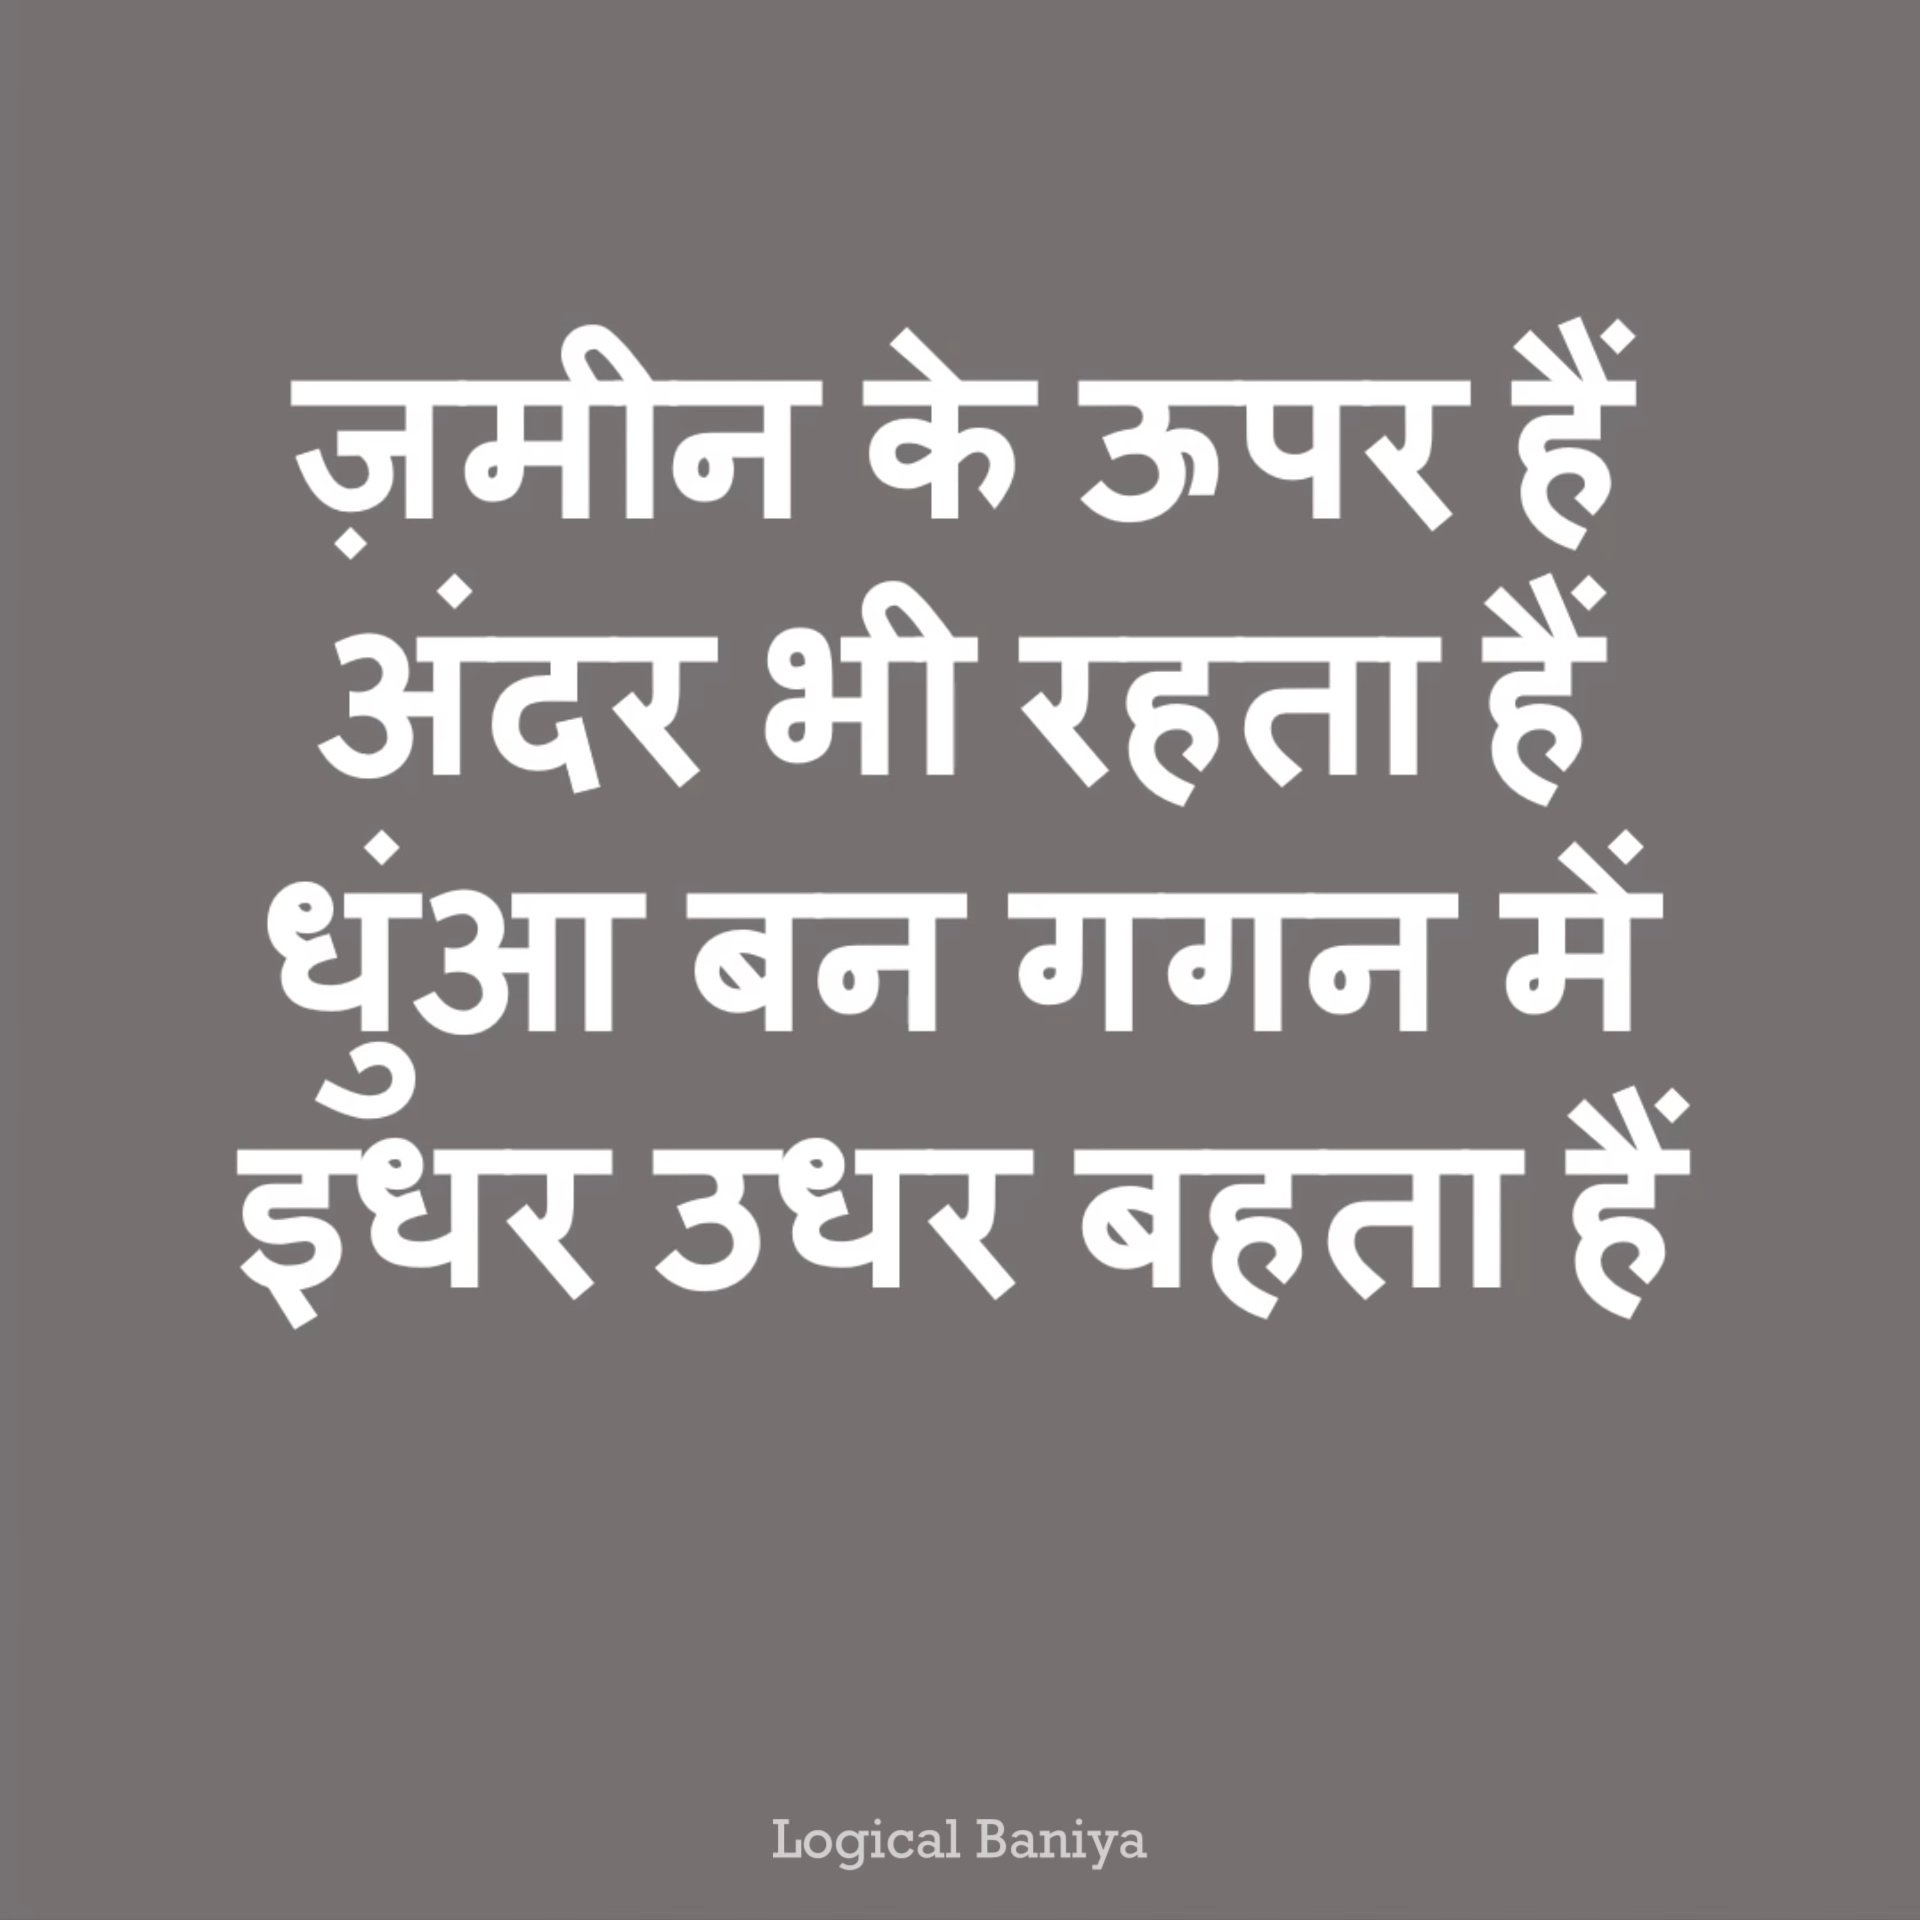 ज़मीन के ऊपर हैं
अंदर भी रहता हैं
धुंआ बन गगन में
इधर उधर बहता हैं
Logical Baniya